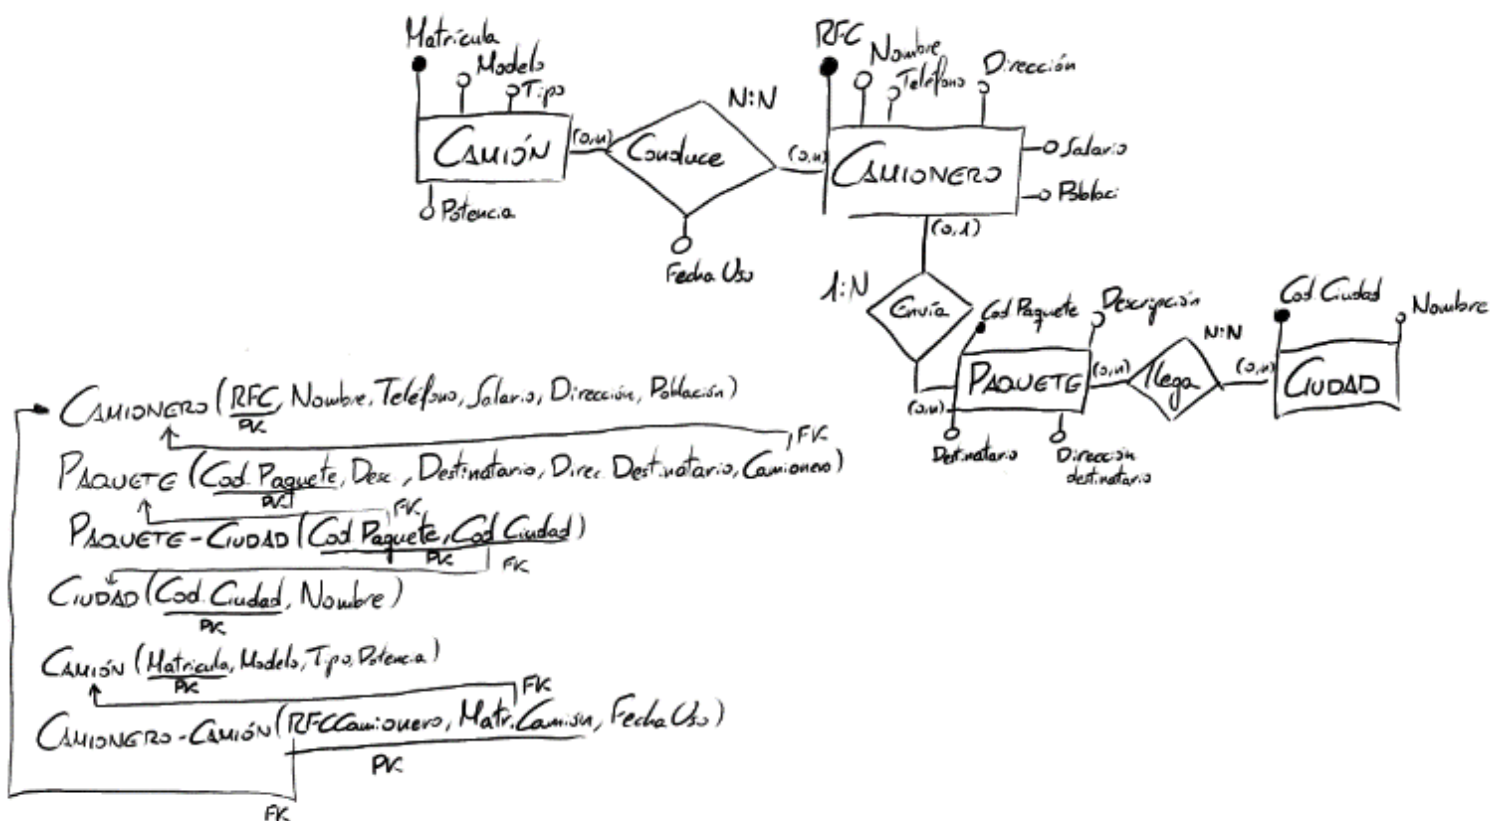 Matrícula
Modelo
Tipo
CAMIÓN
Potencia
(0,n)
Conduce
N:N
Fecha Uso
(0,n)
RFC
Nombre
Teléfono
Dirección
CAMIONERO
Salario
Poblaci
(0,1)
1:N
Envía
(0,n)
Cod Paquete
Descripción
PAQUETE
Destinatario
Dirección
destinatario
(0,n)
llega
N:N
(0,n)
Cod Ciudad
Nombre
CIUDAD
CAMIONERO (RFC, Nombre, Teléfono, Salario, Dirección, Población)
PK
FK
PAQUETE (Cod. Paquete, Desc, Destinatario, Direc. Destinatario, Camionero)
PK
FK
PAQUETE-CIUDAD (Cod Paquete, Cod Ciudad)
PK
FK
CIUDAD (Cod. Ciudad, Nombre)
PK
CAMIÓN (Matricula, Modelo, Tipo, Potencia)
PK
FK
CAMIONERO-CAMIÓN (RFCCamionero, Matr.Camión, Fecha Uso)
PK
FK